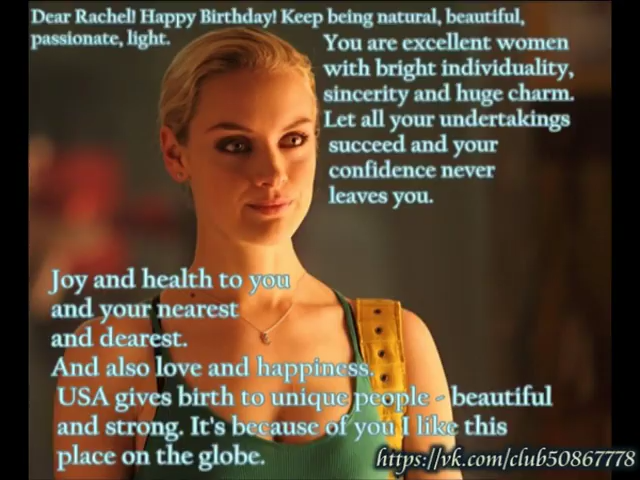 Dear Rachel! Happy Birthday! Keep being natural, beautiful,
passionate, light.
You are excellent women
with bright individuality,
sincerity and huge charm.
Let all your undertakings
succeed and your
confidence never
leaves you.
Joy and health to you
and your nearest
and dearest.
And also love and happiness.
USA gives birth to unique people - beautiful
and strong. It's because of you I like this
place on the globe.
https://vk.com/club50867778